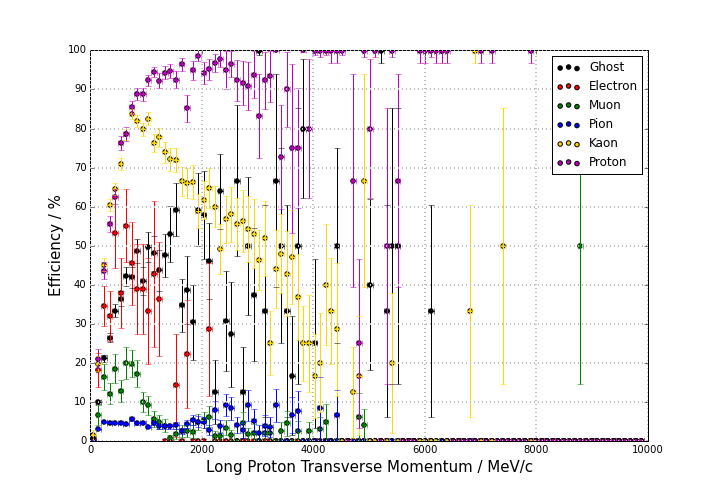 100
90
80
70
60
50
40
30
20
10
0
Efficiency / %
0
2000
4000
6000
8000
10000
Long Proton Transverse Momentum / MeV/c
Ghost
Electron
Muon
Pion
Kaon
Proton